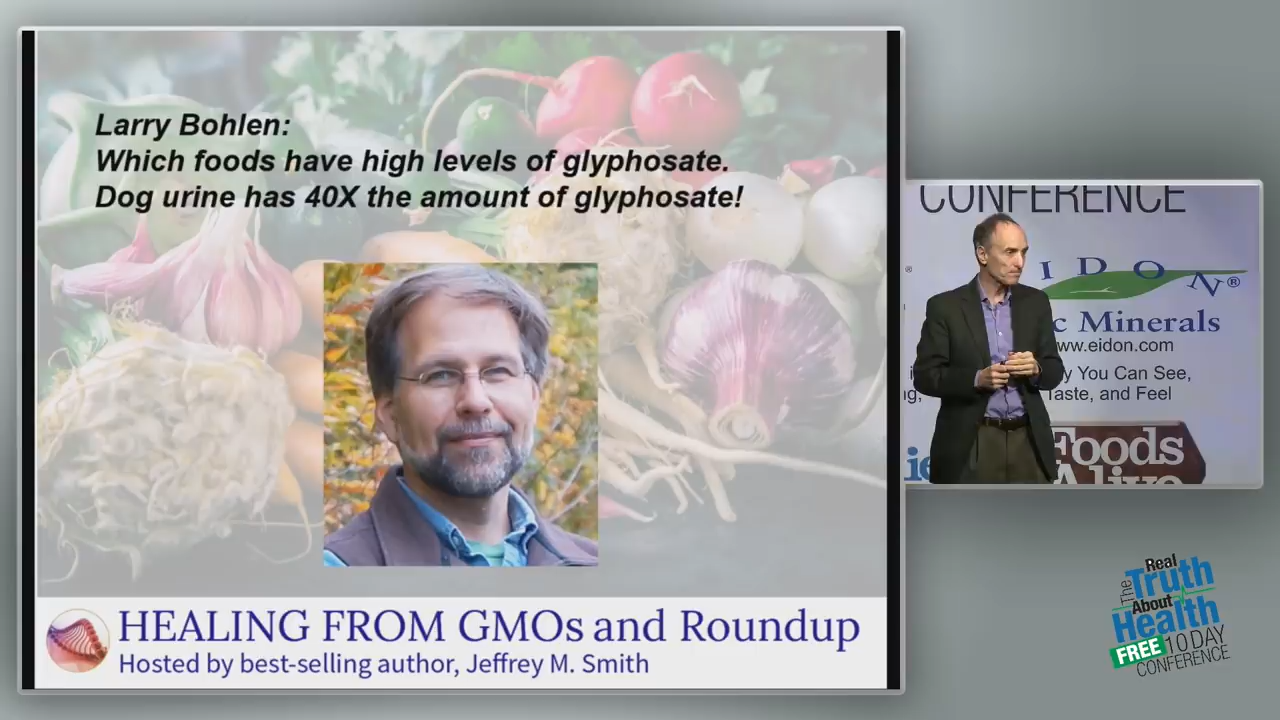 Larry Bohlen:
Which foods have high levels of glyphosate.
Dog urine has 40X the amount of glyphosate!
HEALING FROM GMOs and Roundup
Hosted by best-selling author, Jeffrey M. Smith
CONFERENCE
IDON®
c Minerals
www.eidon.com
y You Can See,
Taste, and Feel
Foods
Alive
The Real
Truth
About
Health
FREE 10 DAY
CONFERENCE